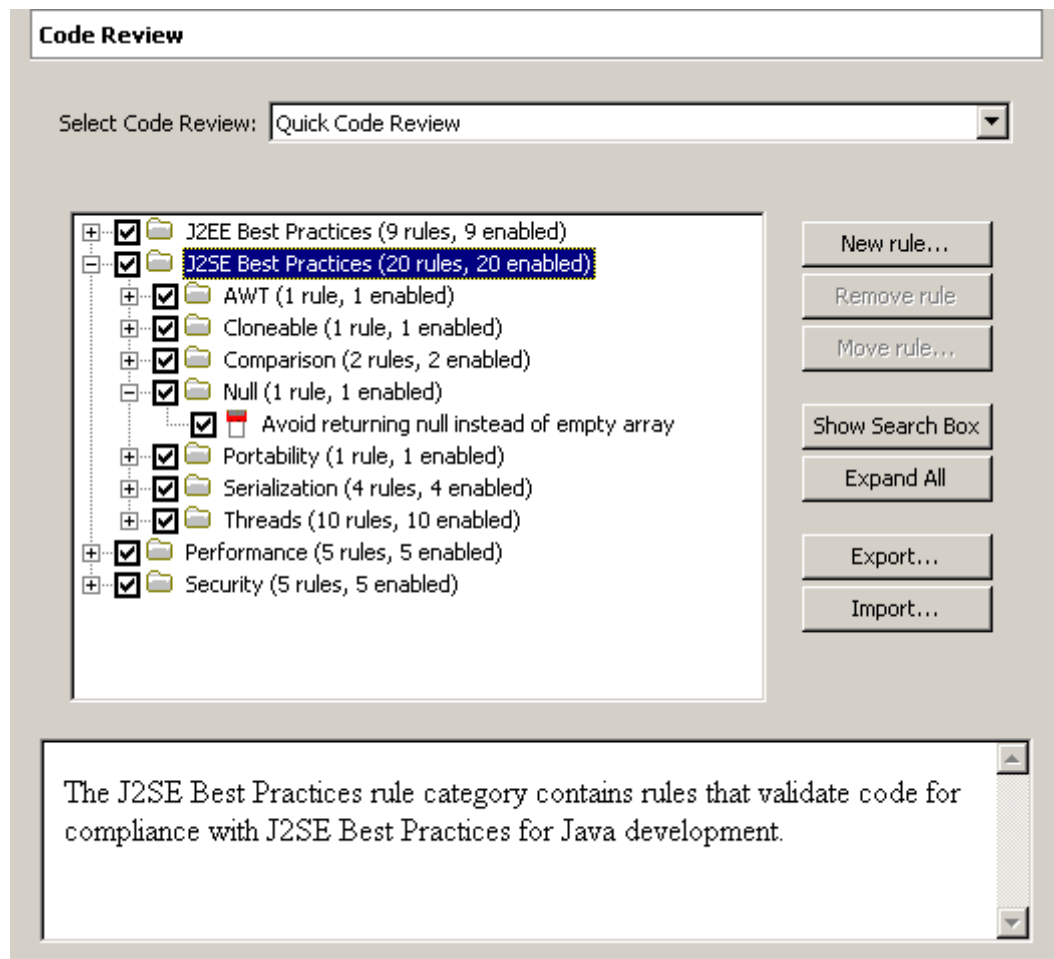 Code Review
Select Code Review: Quick Code Review
J2EE Best Practices (9 rules, 9 enabled)
J2SE Best Practices (20 rules, 20 enabled)
AWT (1 rule, 1 enabled)
Cloneable (1 rule, 1 enabled)
Comparison (2 rules, 2 enabled)
Null (1 rule, 1 enabled)
Avoid returning null instead of empty array
Portability (1 rule, 1 enabled)
Serialization (4 rules, 4 enabled)
Threads (10 rules, 10 enabled)
Performance (5 rules, 5 enabled)
Security (5 rules, 5 enabled)
New rule...
Remove rule
Move rule...
Show Search Box
Expand All
Export...
Import...
The J2SE Best Practices rule category contains rules that validate code for
compliance with J2SE Best Practices for Java development.